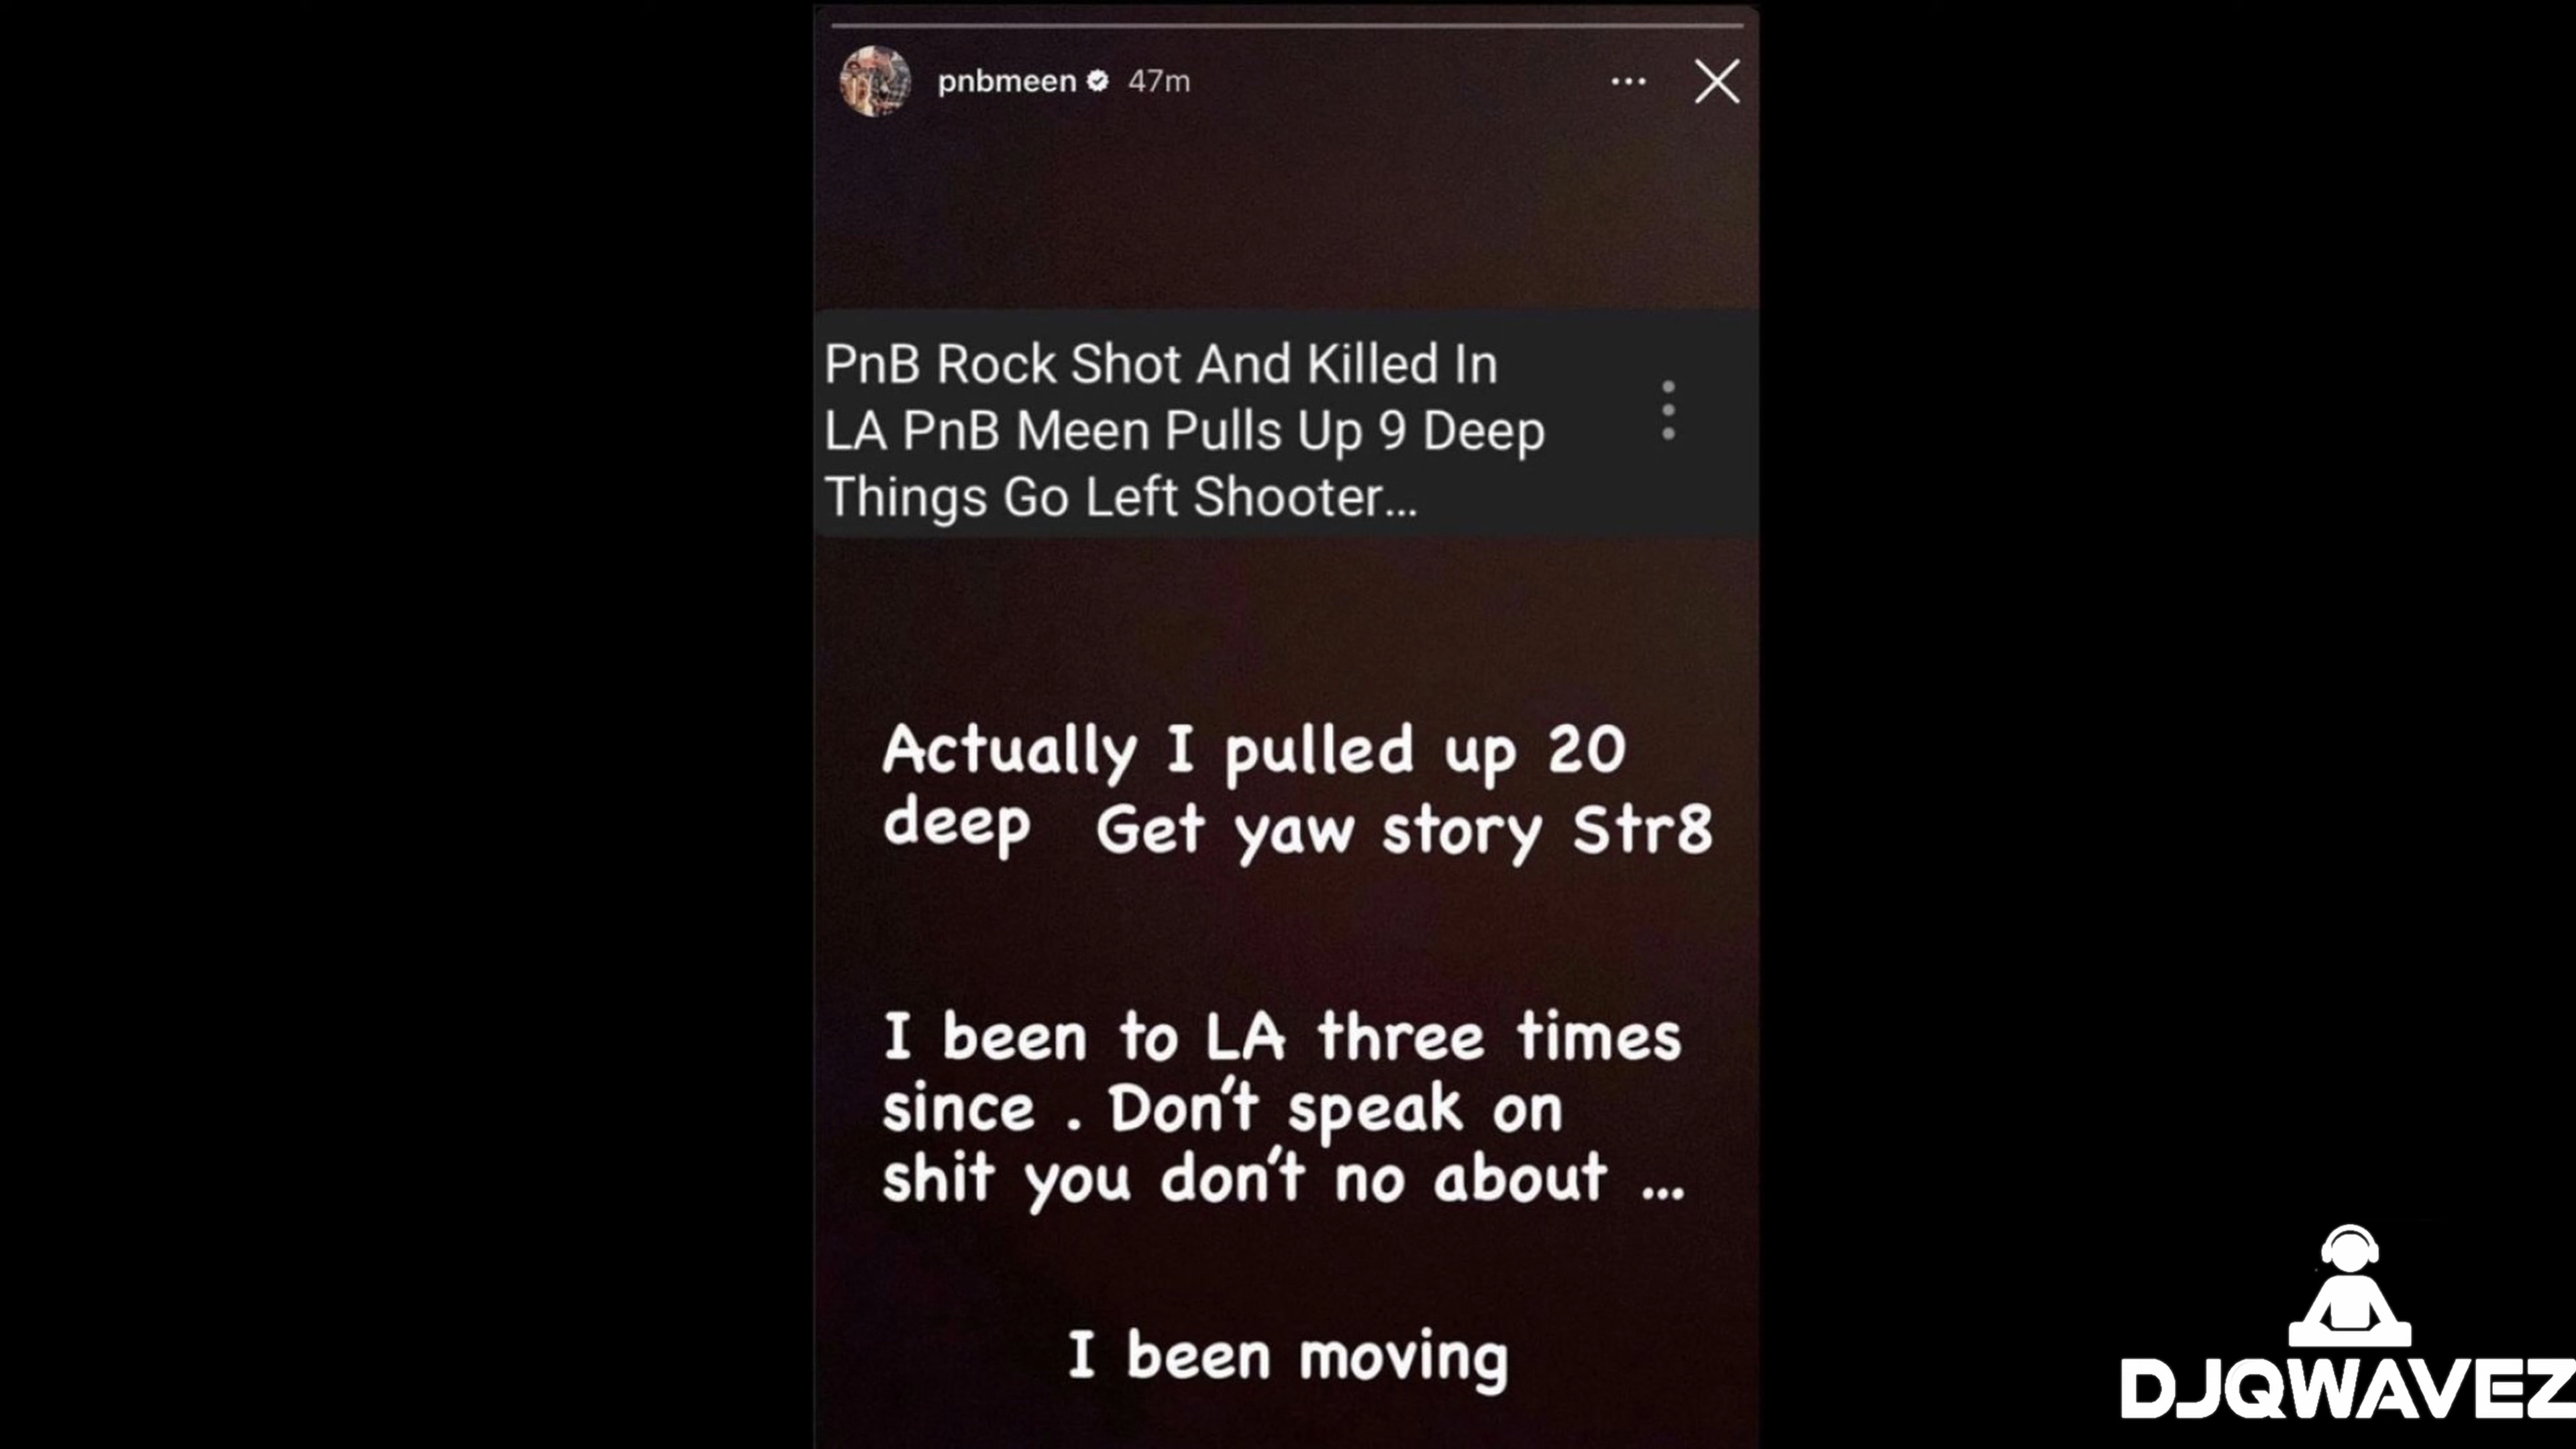 pnbmeen 47m
PnB Rock Shot And Killed In
LA PnB Meen Pulls Up 9 Deep
Things Go Left Shooter...
Actually I pulled up 20
deep Get yaw story Str8
I been to LA three times
since . Don't speak on
shit you don't no about ...
I been moving
DJQWAVEZ